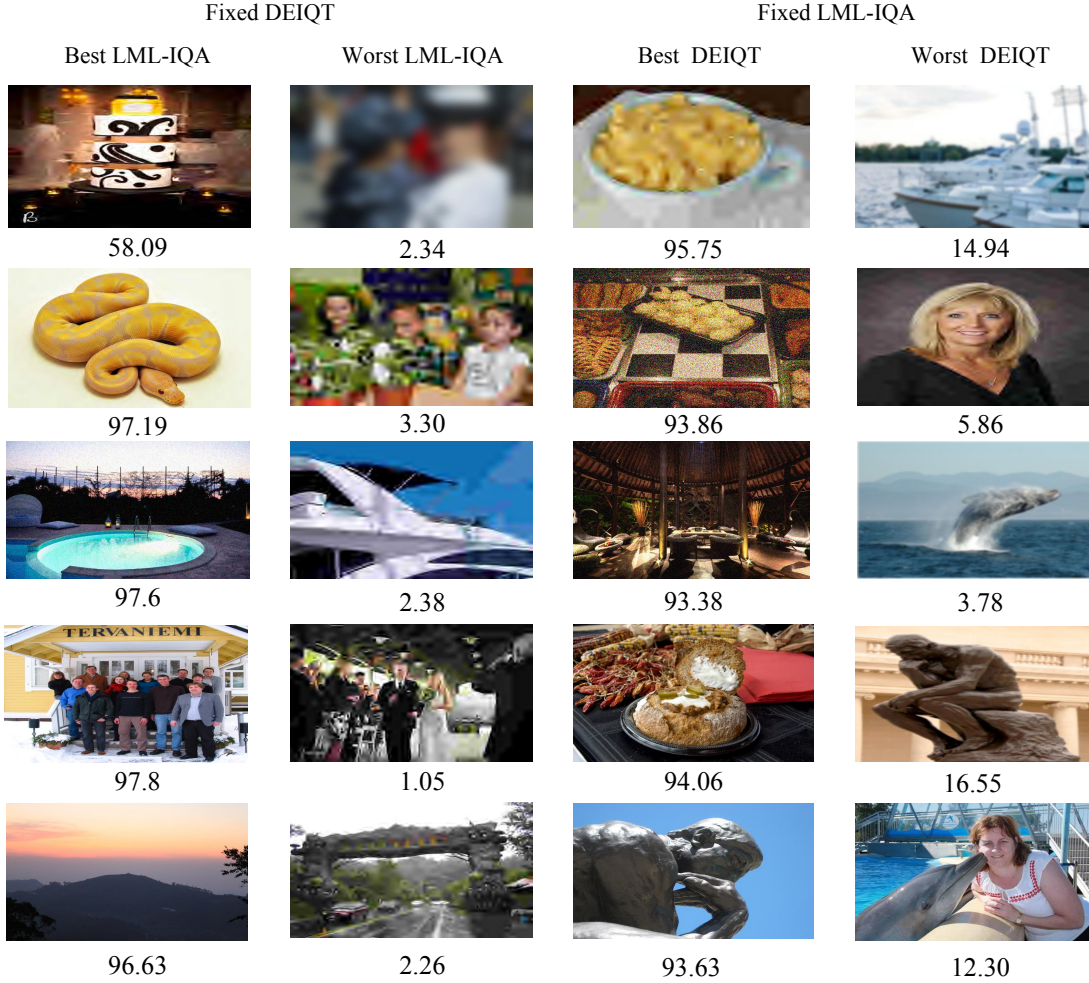 Fixed DEIQT Fixed LML-IQA
Best LML-IQA Worst LML-IQA Best DEIQT Worst DEIQT
58.09 2.34 95.75 14.94
97.19 3.30 93.86 5.86
97.6 2.38 93.38 3.78
TERVANIEMI
97.8 1.05 94.06 16.55
96.63 2.26 93.63 12.30